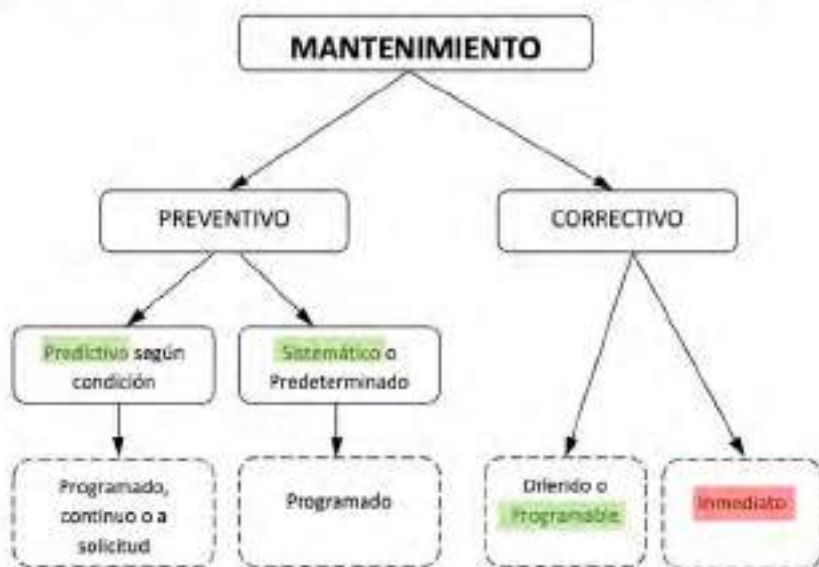 MANTENIMIENTO
PREVENTIVO
CORRECTIVO
Predictivo según
condición
Sistemático o
Predeterminado
Programado,
continuo o a
solicitud
Programado
Diferido o
Programable
Inmediato